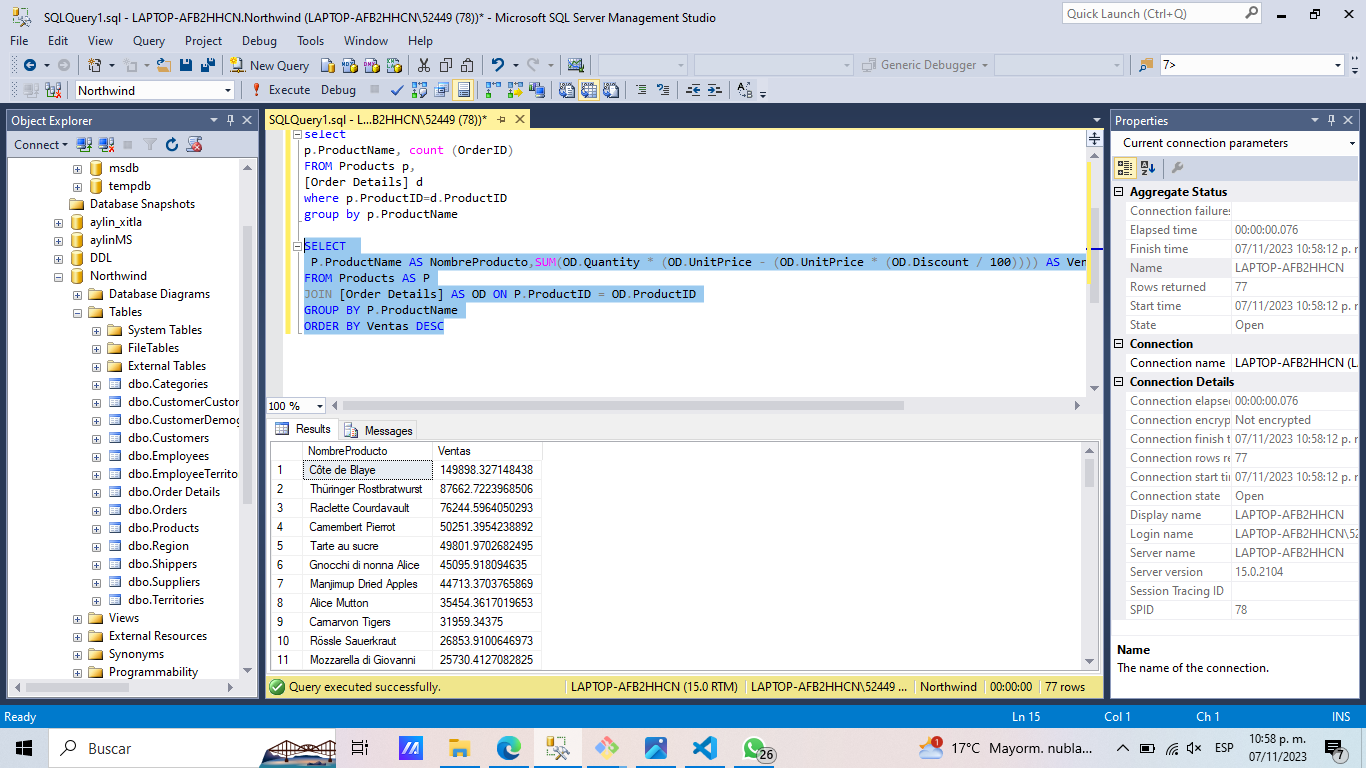 SQLQuery1.sql - LAPTOP-AFB2HHCN.Northwind (LAPTOP-AFB2HHCN\52449 (78))* - Microsoft SQL Server Management Studio
Quick Launch (Ctrl+Q)
File Edit View Query Project Debug Tools Window Help
New Query
Generic Debugger
7>
Northwind
Execute Debug
Object Explorer
Connect
msdb
tempdb
Database Snapshots
aylin_xitla
aylinMS
DDL
Northwind
Database Diagrams
Tables
System Tables
FileTables
External Tables
dbo.Categories
dbo.CustomerCustor
dbo.CustomerDemog
dbo.Customers
dbo.Employees
dbo.EmployeeTerrito
dbo.Order Details
dbo.Orders
dbo.Products
dbo.Region
dbo.Shippers
dbo.Suppliers
dbo.Territories
Views
External Resources
Synonyms
Programmability
SQLQuery1.sql - L...B2HHCN\52449 (78))*
select
p.ProductName, count (OrderID)
FROM Products p,
[Order Details] d
where p.ProductID=d.ProductID
group by p.ProductName
SELECT
P.ProductName AS NombreProducto,SUM(OD.Quantity * (OD.UnitPrice - (OD.UnitPrice * (OD.Discount / 100)))) AS Ven
FROM Products AS P
JOIN [Order Details] AS OD ON P.ProductID = OD.ProductID
GROUP BY P.ProductName
ORDER BY Ventas DESC
100 %
Results Messages
NombreProducto Ventas
1 Côte de Blaye 149898.327148438
2 Thüringer Rostbratwurst 87662.7223968506
3 Raclette Courdavault 76244.5964050293
4 Camembert Pierrot 50251.3954238892
5 Tarte au sucre 49801.9702682495
6 Gnocchi di nonna Alice 45095.918094635
7 Manjimup Dried Apples 44713.3703765869
8 Alice Mutton 35454.3617019653
9 Carnarvon Tigers 31959.34375
10 Rössle Sauerkraut 26853.9100646973
11 Mozzarella di Giovanni 25730.4127082825
Query executed successfully. LAPTOP-AFB2HHCN (15.0 RTM) LAPTOP-AFB2HHCN\52449 ... Northwind 00:00:00 77 rows
Properties
Current connection parameters
Aggregate Status
Connection failures
Elapsed time 00:00:00.076
Finish time 07/11/2023 10:58:12 p. r
Name LAPTOP-AFB2HHCN
Rows returned 77
Start time 07/11/2023 10:58:12 p. r
State Open
Connection
Connection name LAPTOP-AFB2HHCN (L
Connection Details
Connection elapse 00:00:00.076
Connection encryp Not encrypted
Connection finish t 07/11/2023 10:58:12 p. r
Connection rows re 77
Connection start tir 07/11/2023 10:58:12 p. r
Connection state Open
Display name LAPTOP-AFB2HHCN
Login name LAPTOP-AFB2HHCN\52
Server name LAPTOP-AFB2HHCN
Server version 15.0.2104
Session Tracing ID
SPID 78
Name
The name of the connection.
Ready Ln 15 Col 1 Ch 1 INS
Buscar
26
1
17°C Mayorm. nubla...
ESP
10:58 p. m.
07/11/2023
7